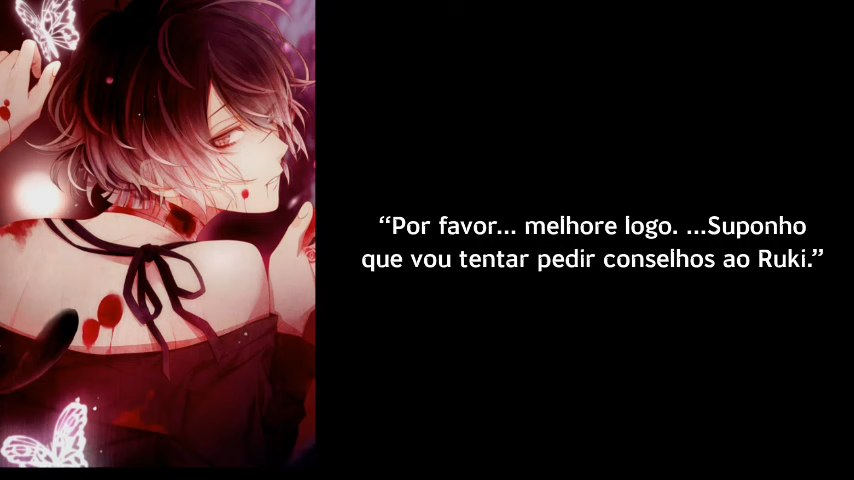 “Por favor... melhore logo. ...Suponho
que vou tentar pedir conselhos ao Ruki.”